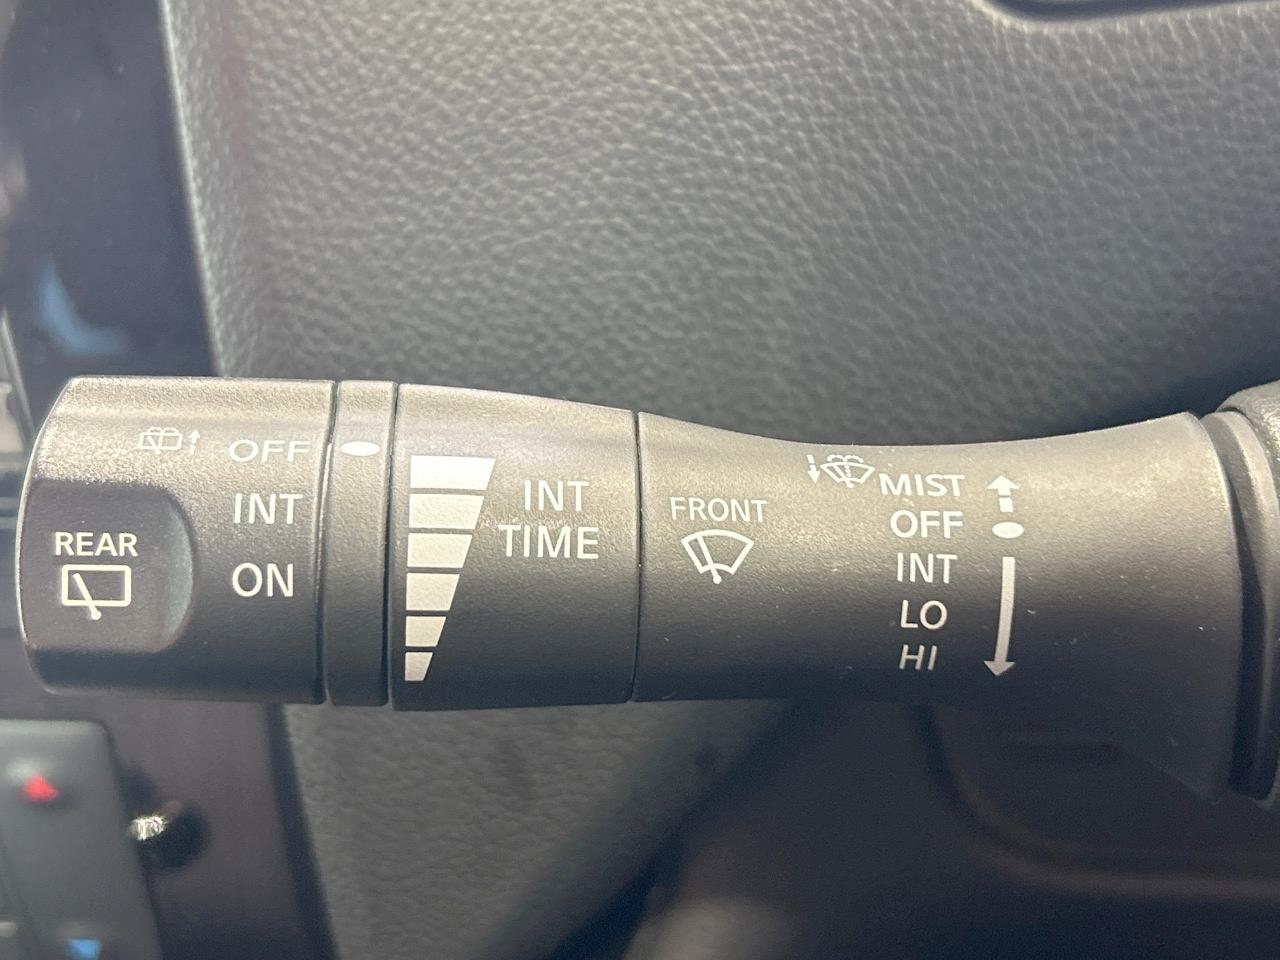 REAR
OFF
INT
ON
INT
TIME
FRONT
MIST
OFF
INT
LO
HI